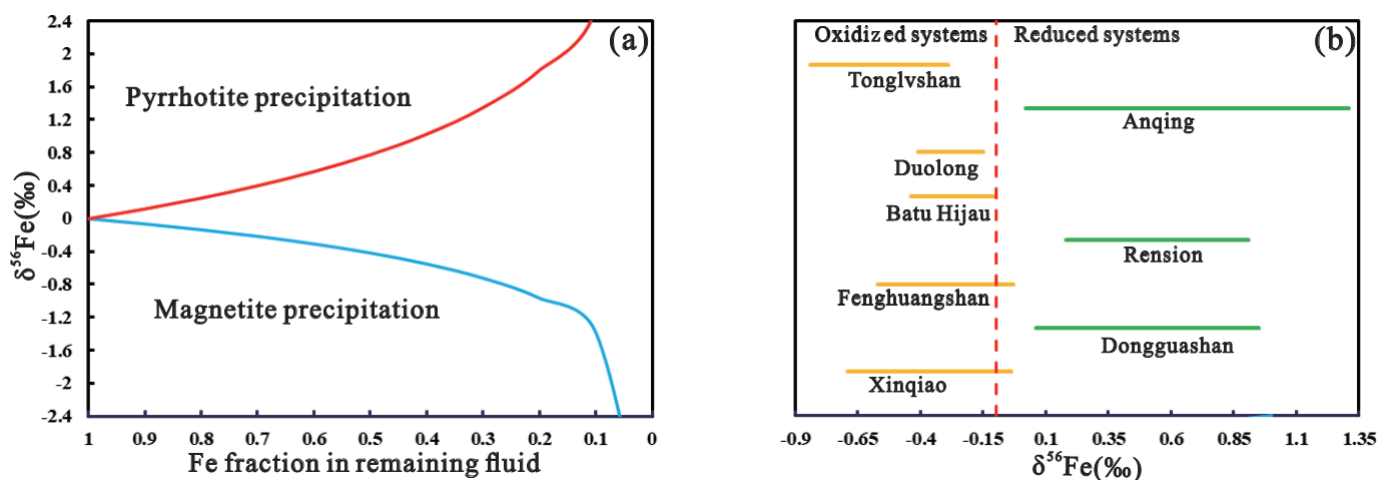 2.4
2
1.6
1.2
0.8
0.4
0
-0.4
-0.8
-1.2
-1.6
-2
-2.4
δ⁵⁶Fe(‰)
(a)
Pyrrhotite precipitation
Magnetite precipitation
1 0.9 0.8 0.7 0.6 0.5 0.4 0.3 0.2 0.1 0
Fe fraction in remaining fluid
Oxidized systems Reduced systems
(b)
Tonglvshan
Anqing
Duolong
Batu Hijau
Rension
Fenghuangshan
Dongguashan
Xinqiao
-0.9 -0.65 -0.4 -0.15 0.1 0.35 0.6 0.85 1.1 1.35
δ⁵⁶Fe(‰)